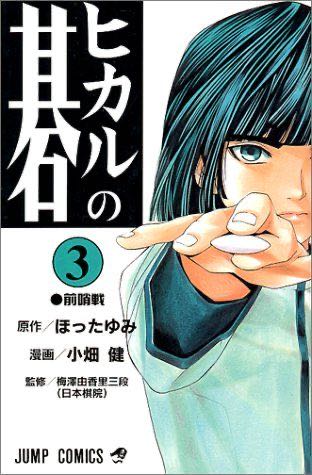 ヒカルの
碁
3
●前哨戦
原作/ほったゆみ
漫画/小畑 健
監修/梅澤由香里三段
(日本棋院)
JUMP COMICS